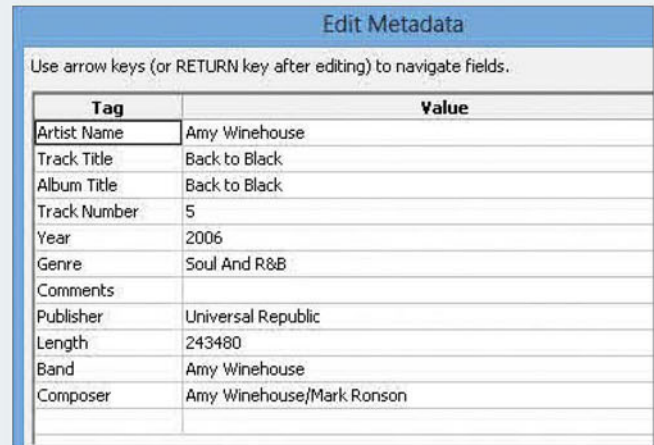 Edit Metadata
Use arrow keys (or RETURN key after editing) to navigate fields.
Tag Value
Artist Name Amy Winehouse
Track Title Back to Black
Album Title Back to Black
Track Number 5
Year 2006
Genre Soul And R&B
Comments
Publisher Universal Republic
Length 243480
Band Amy Winehouse
Composer Amy Winehouse/Mark Ronson